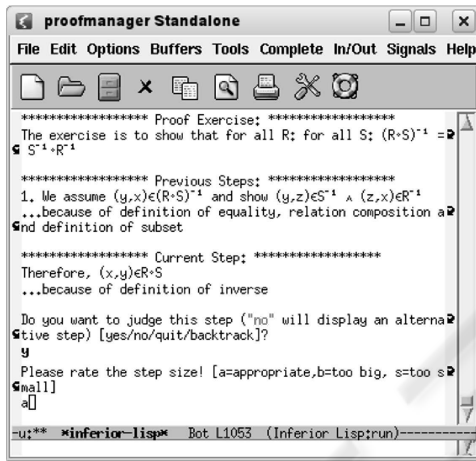 proofmanager Standalone
File Edit Options Buffers Tools Complete In/Out Signals Help
****************** Proof Exercise: ******************
The exercise is to show that for all R: for all S: (R∘S)⁻¹ =
S⁻¹∘R⁻¹
****************** Previous Steps: ******************
1. We assume (y,x)∈(R∘S)⁻¹ and show (y,z)∈S⁻¹ ∧ (z,x)∈R⁻¹
...because of definition of equality, relation composition a
nd definition of subset
****************** Current Step: ******************
Therefore, (x,y)∈R∘S
...because of definition of inverse
Do you want to judge this step ("no" will display an alterna
tive step) [yes/no/quit/backtrack]?
y
Please rate the step size! [a=appropriate,b=too big, s=too s
mall]
a
-u:** *inferior-lisp* Bot L1053 (Inferior Lisp:run)----------